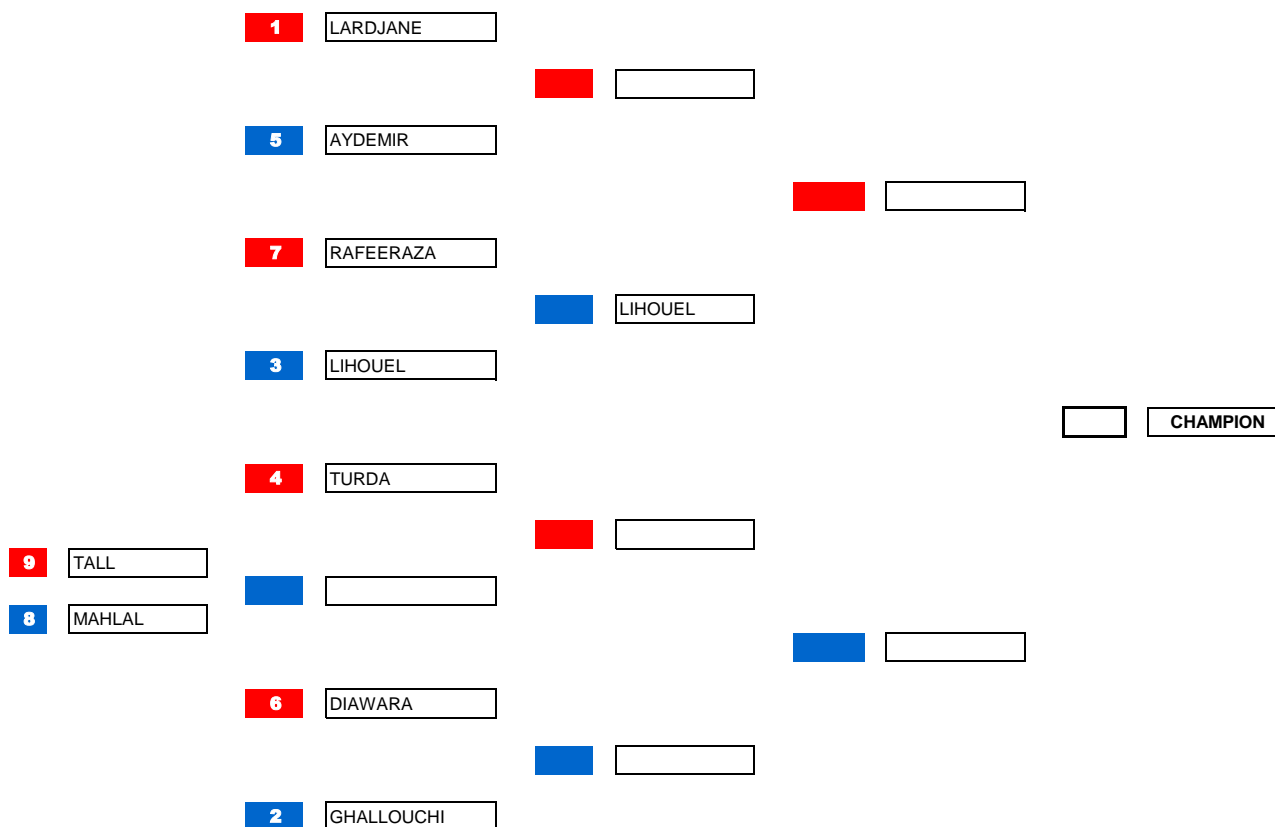 1 LARDJANE
5 AYDEMIR
7 RAFEERAZA
LIHOUEL
3 LIHOUEL
CHAMPION
4 TURDA
9 TALL
8 MAHLAL
6 DIAWARA
2 GHALLOUCHI